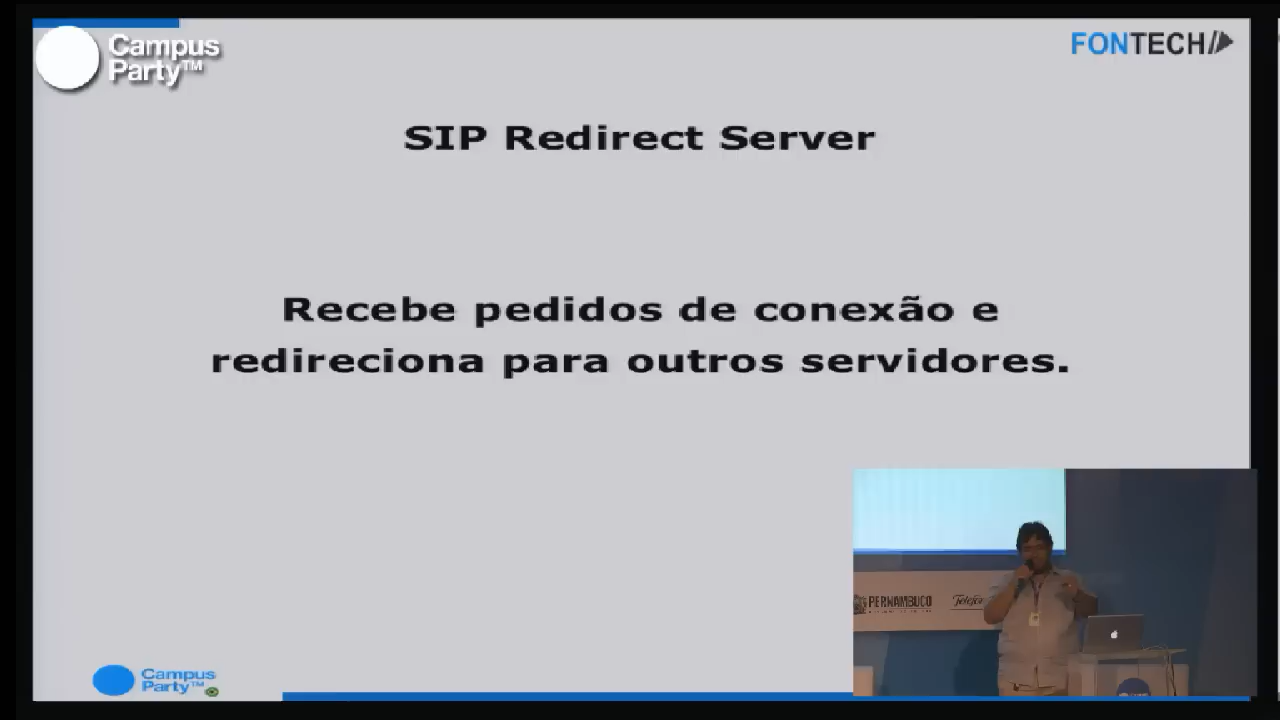 Campus
Party™
FONTECH
SIP Redirect Server
Recebe pedidos de conexão e
redireciona para outros servidores.
PERNAMBUCO
Campus
Party™